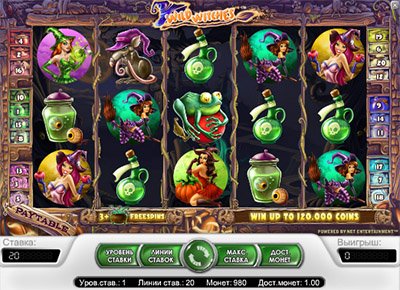 WILD WITCHES
PAYTABLE
3+ FREESPINS
WIN UP TO 120.000 COINS
POWERED BY NET ENTERTAINMENT
Ставка:
20
УРОВЕНЬ СТАВКИ
ЛИНИИ СТАВОК
МАКС. СТАВКА
ДОСТ. МОНЕТ
Выигрыш:
0
Уров.став.: 1 Линии став.: 20 Монет: 980 Дост.монет: 1.00